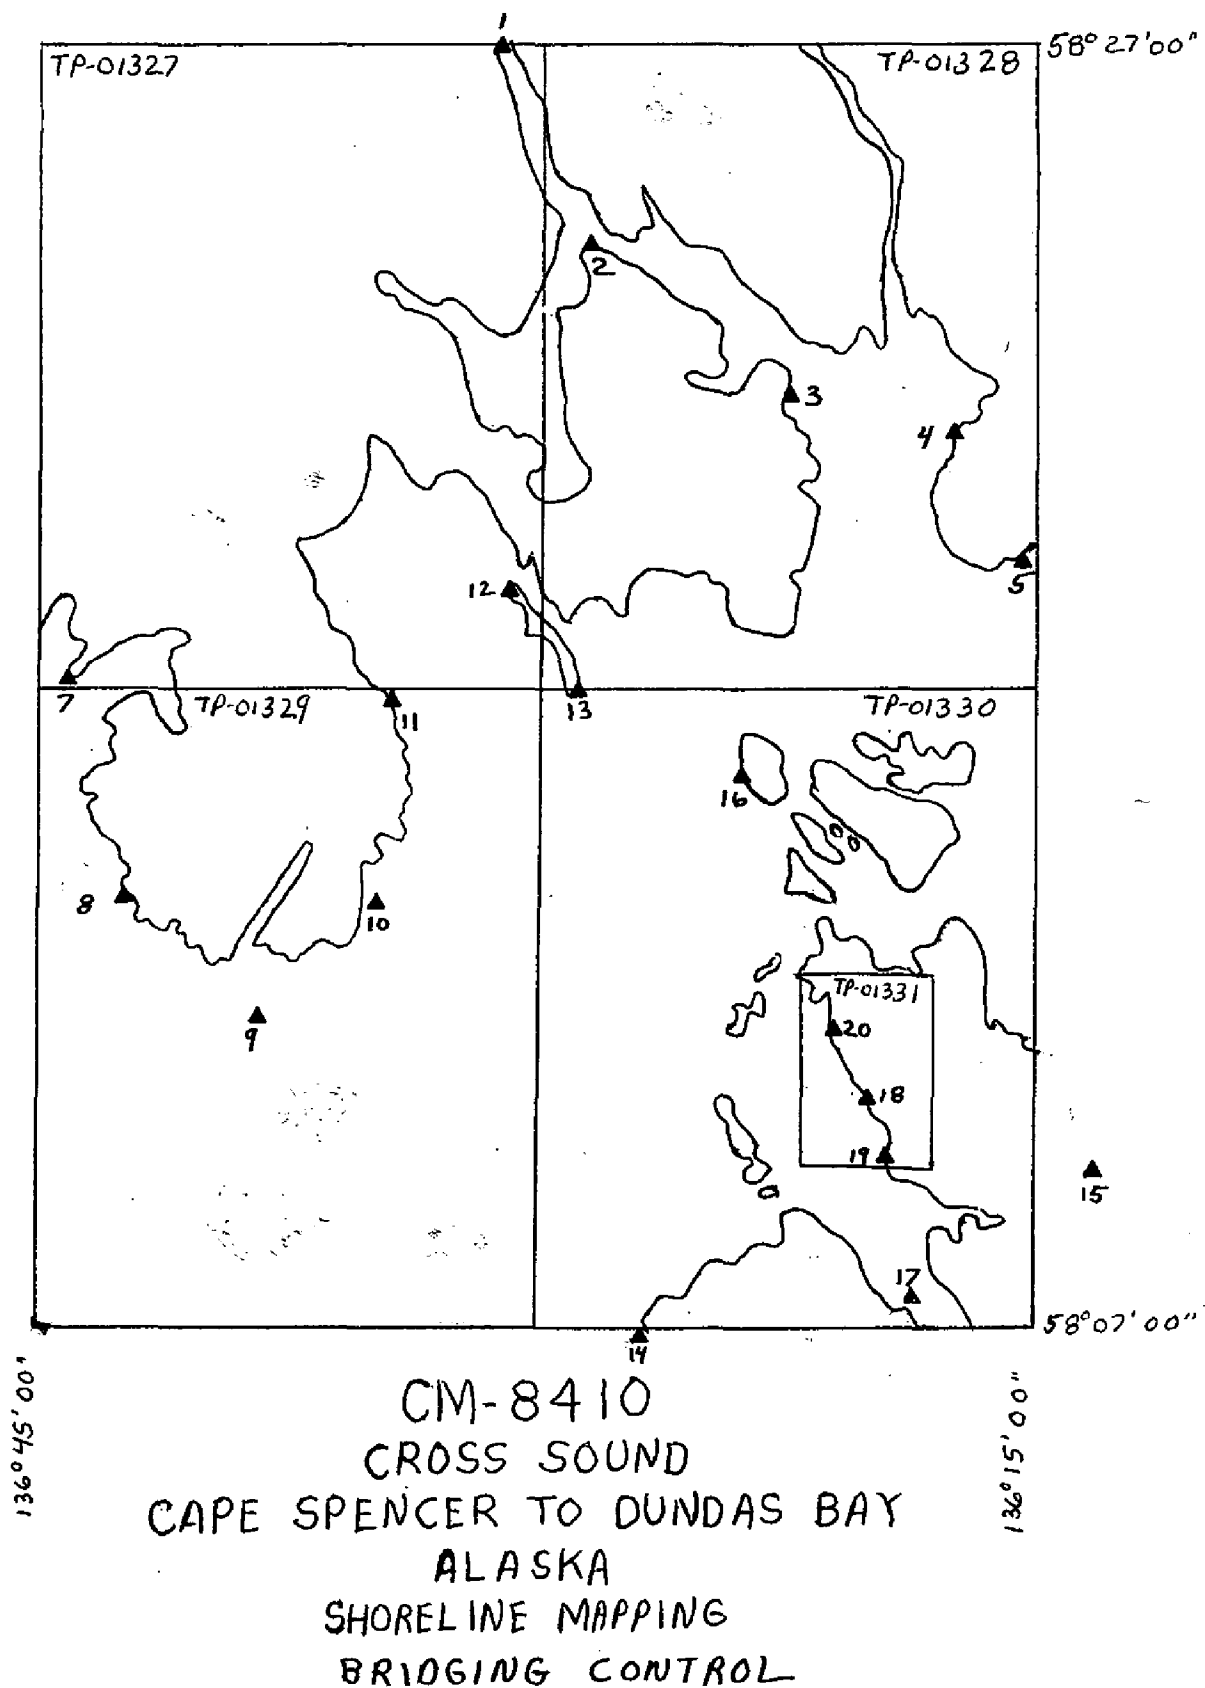 1
TP-01327
TP-01328
58° 27' 00"
2
3
4
5
12
7
TP-01329
11
13
TP-01330
16
8
10
9
TP-01331
20
18
19
15
17
14
58° 07' 00"
136° 45' 00"
136° 15' 00"
CM-8410
CROSS SOUND
CAPE SPENCER TO DUNDAS BAY
ALASKA
SHORELINE MAPPING
BRIDGING CONTROL